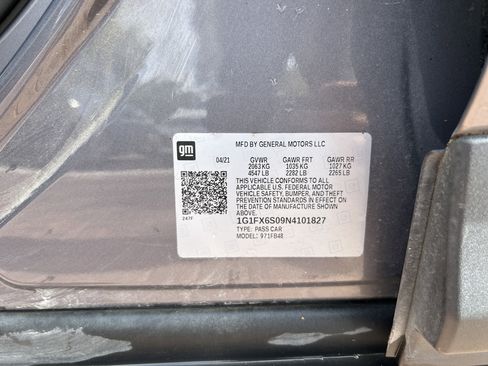 MFD BY GENERAL MOTORS LLC
gm
04/21 GVWR GAWR FRT GAWR RR
2063 KG 1035 KG 1027 KG
4547 LB 2282 LB 2265 LB
THIS VEHICLE CONFORMS TO ALL
APPLICABLE U.S. FEDERAL MOTOR
VEHICLE SAFETY, BUMPER, AND THEFT
PREVENTION STANDARDS IN EFFECT ON
THE DATE OF MANUFACTURE SHOWN
ABOVE.
247F
1G1FX6S09N4101827
TYPE: PASS CAR
MODEL: 971FB48